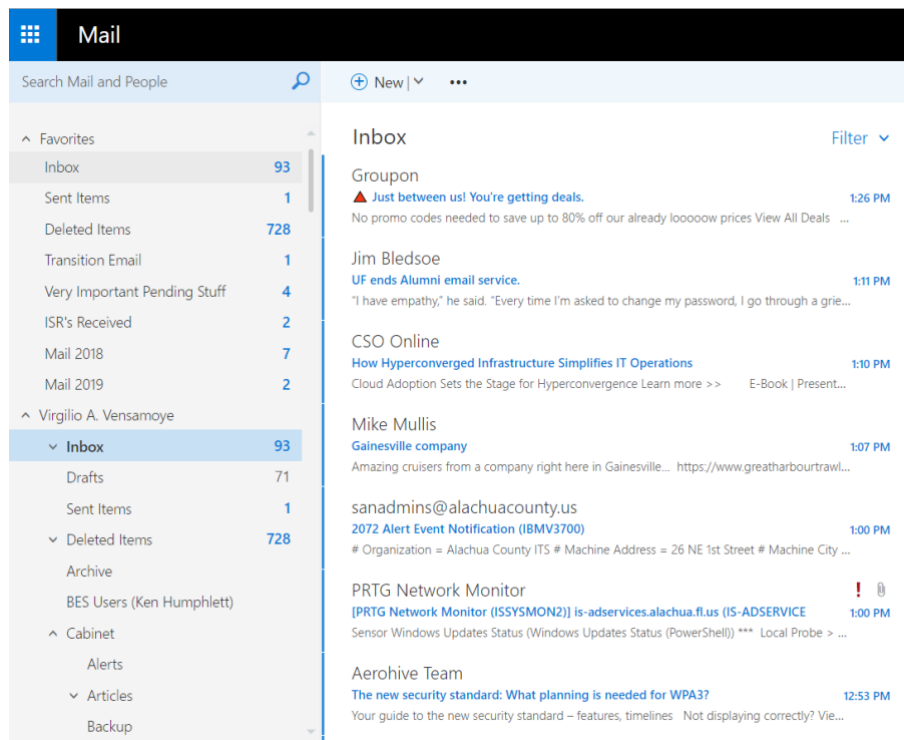 Mail
Search Mail and People
New
Favorites
Inbox 93
Sent Items 1
Deleted Items 728
Transition Email 1
Very Important Pending Stuff 4
ISR's Received 2
Mail 2018 7
Mail 2019 2
Virgilio A. Vensamoye
Inbox 93
Drafts 71
Sent Items 1
Deleted Items 728
Archive
BES Users (Ken Humphlett)
Cabinet
Alerts
Articles
Backup
Inbox Filter
Groupon
Just between us! You're getting deals. 1:26 PM
No promo codes needed to save up to 80% off our already looooow prices View All Deals ...
Jim Bledsoe
UF ends Alumni email service. 1:11 PM
"I have empathy," he said. "Every time I'm asked to change my password, I go through a grie...
CSO Online
How Hyperconverged Infrastructure Simplifies IT Operations 1:10 PM
Cloud Adoption Sets the Stage for Hyperconvergence Learn more >> E-Book | Present...
Mike Mullis
Gainesville company 1:07 PM
Amazing cruisers from a company right here in Gainesville... https://www.greatharbourtrawl...
sanadmins@alachuacounty.us
2072 Alert Event Notification (IBMV3700) 1:00 PM
# Organization = Alachua County ITS # Machine Address = 26 NE 1st Street # Machine City ...
PRTG Network Monitor
[PRTG Network Monitor (ISSYSMON2)] is-adservices.alachua.fl.us (IS-ADSERVICE 1:00 PM
Sensor Windows Updates Status (Windows Updates Status (PowerShell)) *** Local Probe > ...
Aerohive Team
The new security standard: What planning is needed for WPA3? 12:53 PM
Your guide to the new security standard – features, timelines Not displaying correctly? Vie...